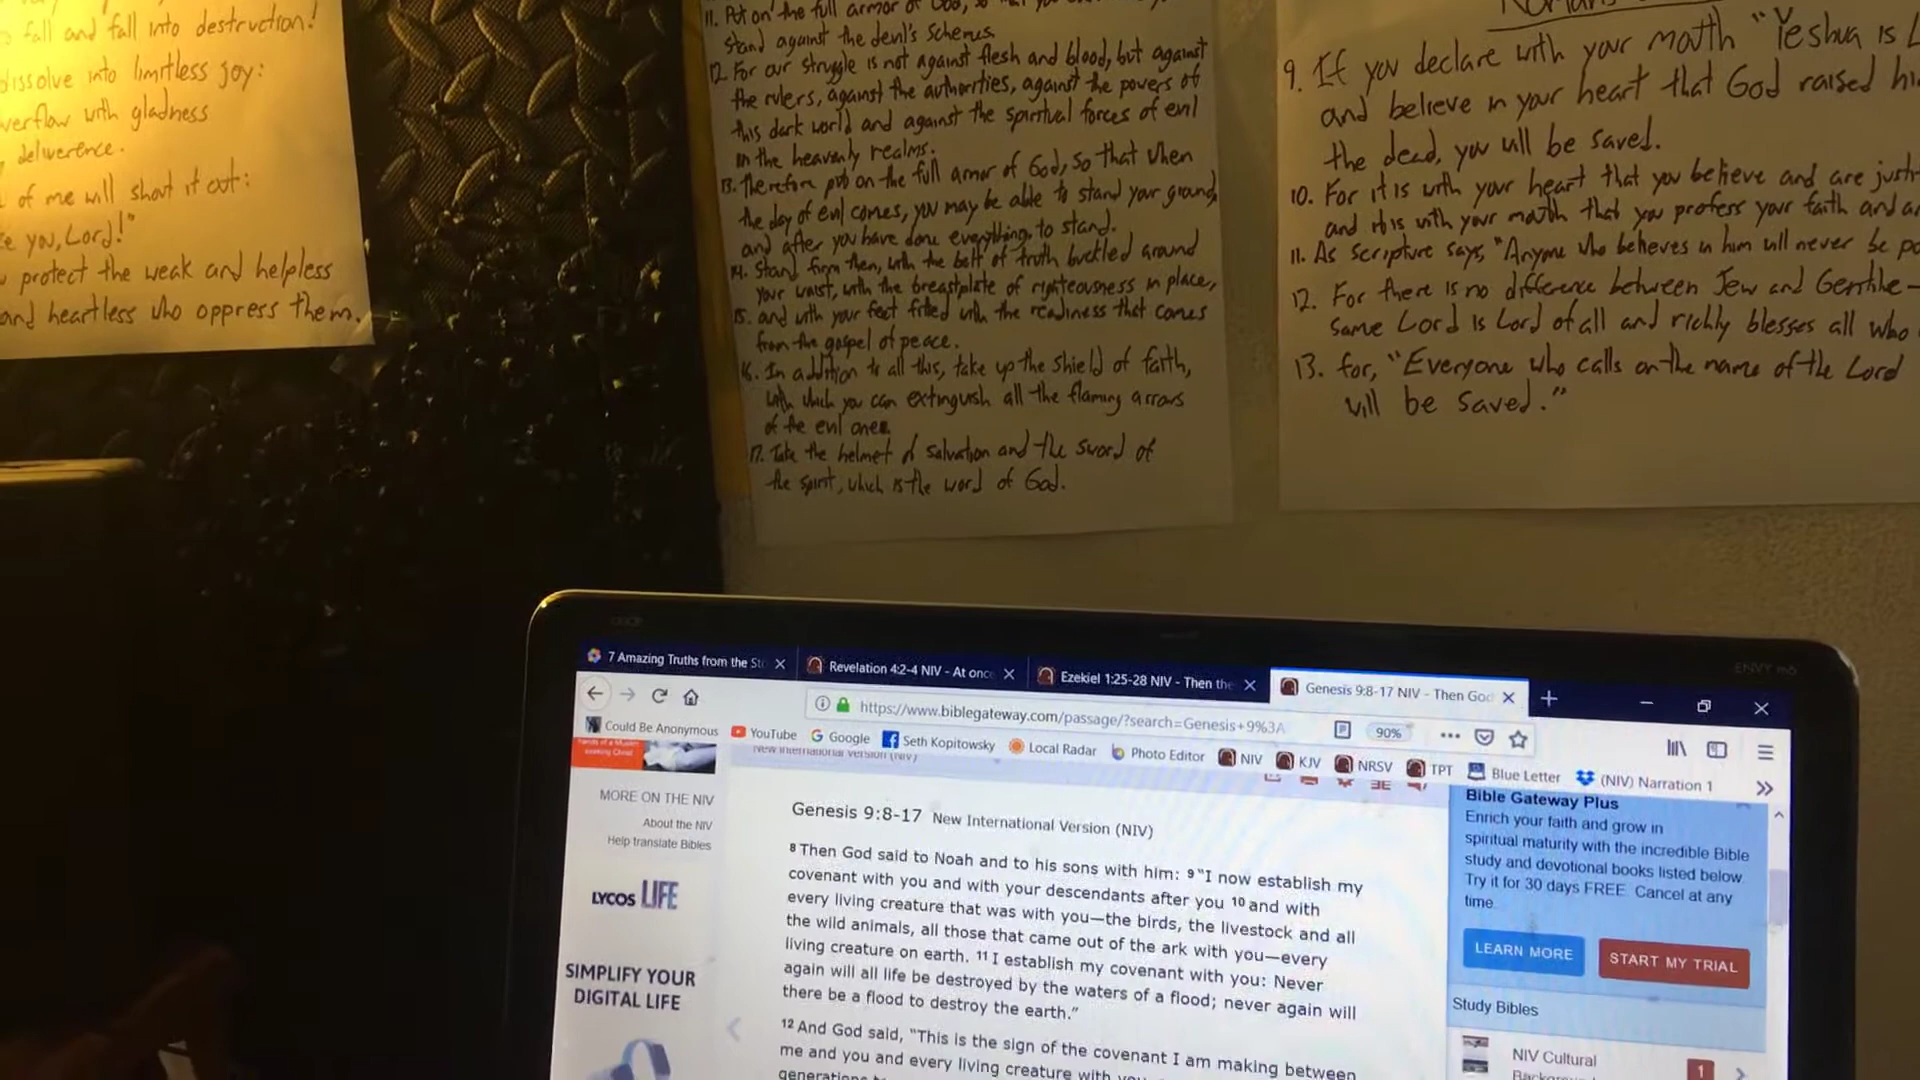 fall and fall into destruction!
dissolve into limitless joy:
verflow with gladness
deliverence.
of me will shout it out:
you, Lord!"
protect the weak and helpless
and heartless who oppress them.
11. Put on the full armor of God, so that you
stand against the devil's schemes.
12. For our struggle is not against flesh and blood, but against
the rulers, against the authorities, against the powers of
this dark world and against the spiritual forces of evil
in the heavenly realms.
13. Therefore put on the full armor of God, so that when
the day of evil comes, you may be able to stand your ground,
and after you have done everything, to stand.
14. Stand firm then, with the belt of truth buckled around
your waist, with the breastplate of righteousness in place,
15. and with your feet fitted with the readiness that comes
from the gospel of peace.
16. In addition to all this, take up the shield of faith,
with which you can extinguish all the flaming arrows
of the evil one.
17. Take the helmet of salvation and the sword of
the spirit, which is the word of God.
Romans
9. If you declare with your mouth "Yeshua is L
and believe in your heart that God raised hi
the dead, you will be saved.
10. For it is with your heart that you believe and are justi
and it is with your mouth that you profess your faith and a
11. As Scripture says, "Anyone who believes in him will never be p
12. For there is no difference between Jew and Gentile—
same Lord is Lord of all and richly blesses all who
13. for, "Everyone who calls on the name of the Lord
will be saved."
ENVY m6
7 Amazing Truths from the St
Revelation 4:2-4 NIV - At once
Ezekiel 1:25-28 NIV - Then the
Genesis 9:8-17 NIV - Then God
https://www.biblegateway.com/passage/?search=Genesis+9%3A
90%
Could Be Anonymous
YouTube
Google
Seth Kopitowsky
Local Radar
Photo Editor
NIV
KJV
NRSV
TPT
Blue Letter
(NIV) Narration 1
New International Version (NIV)
MORE ON THE NIV
About the NIV
Help translate Bibles
LYCOS LIFE
SIMPLIFY YOUR
DIGITAL LIFE
Genesis 9:8-17 New International Version (NIV)
8 Then God said to Noah and to his sons with him: 9 "I now establish my
covenant with you and with your descendants after you 10 and with
every living creature that was with you—the birds, the livestock and all
the wild animals, all those that came out of the ark with you—every
living creature on earth. 11 I establish my covenant with you: Never
again will all life be destroyed by the waters of a flood; never again will
there be a flood to destroy the earth."
12 And God said, "This is the sign of the covenant I am making between
me and you and every living creature with
generations
Bible Gateway Plus
Enrich your faith and grow in
spiritual maturity with the incredible Bible
study and devotional books listed below.
Try it for 30 days FREE. Cancel at any
time.
LEARN MORE
START MY TRIAL
Study Bibles
NIV Cultural
1